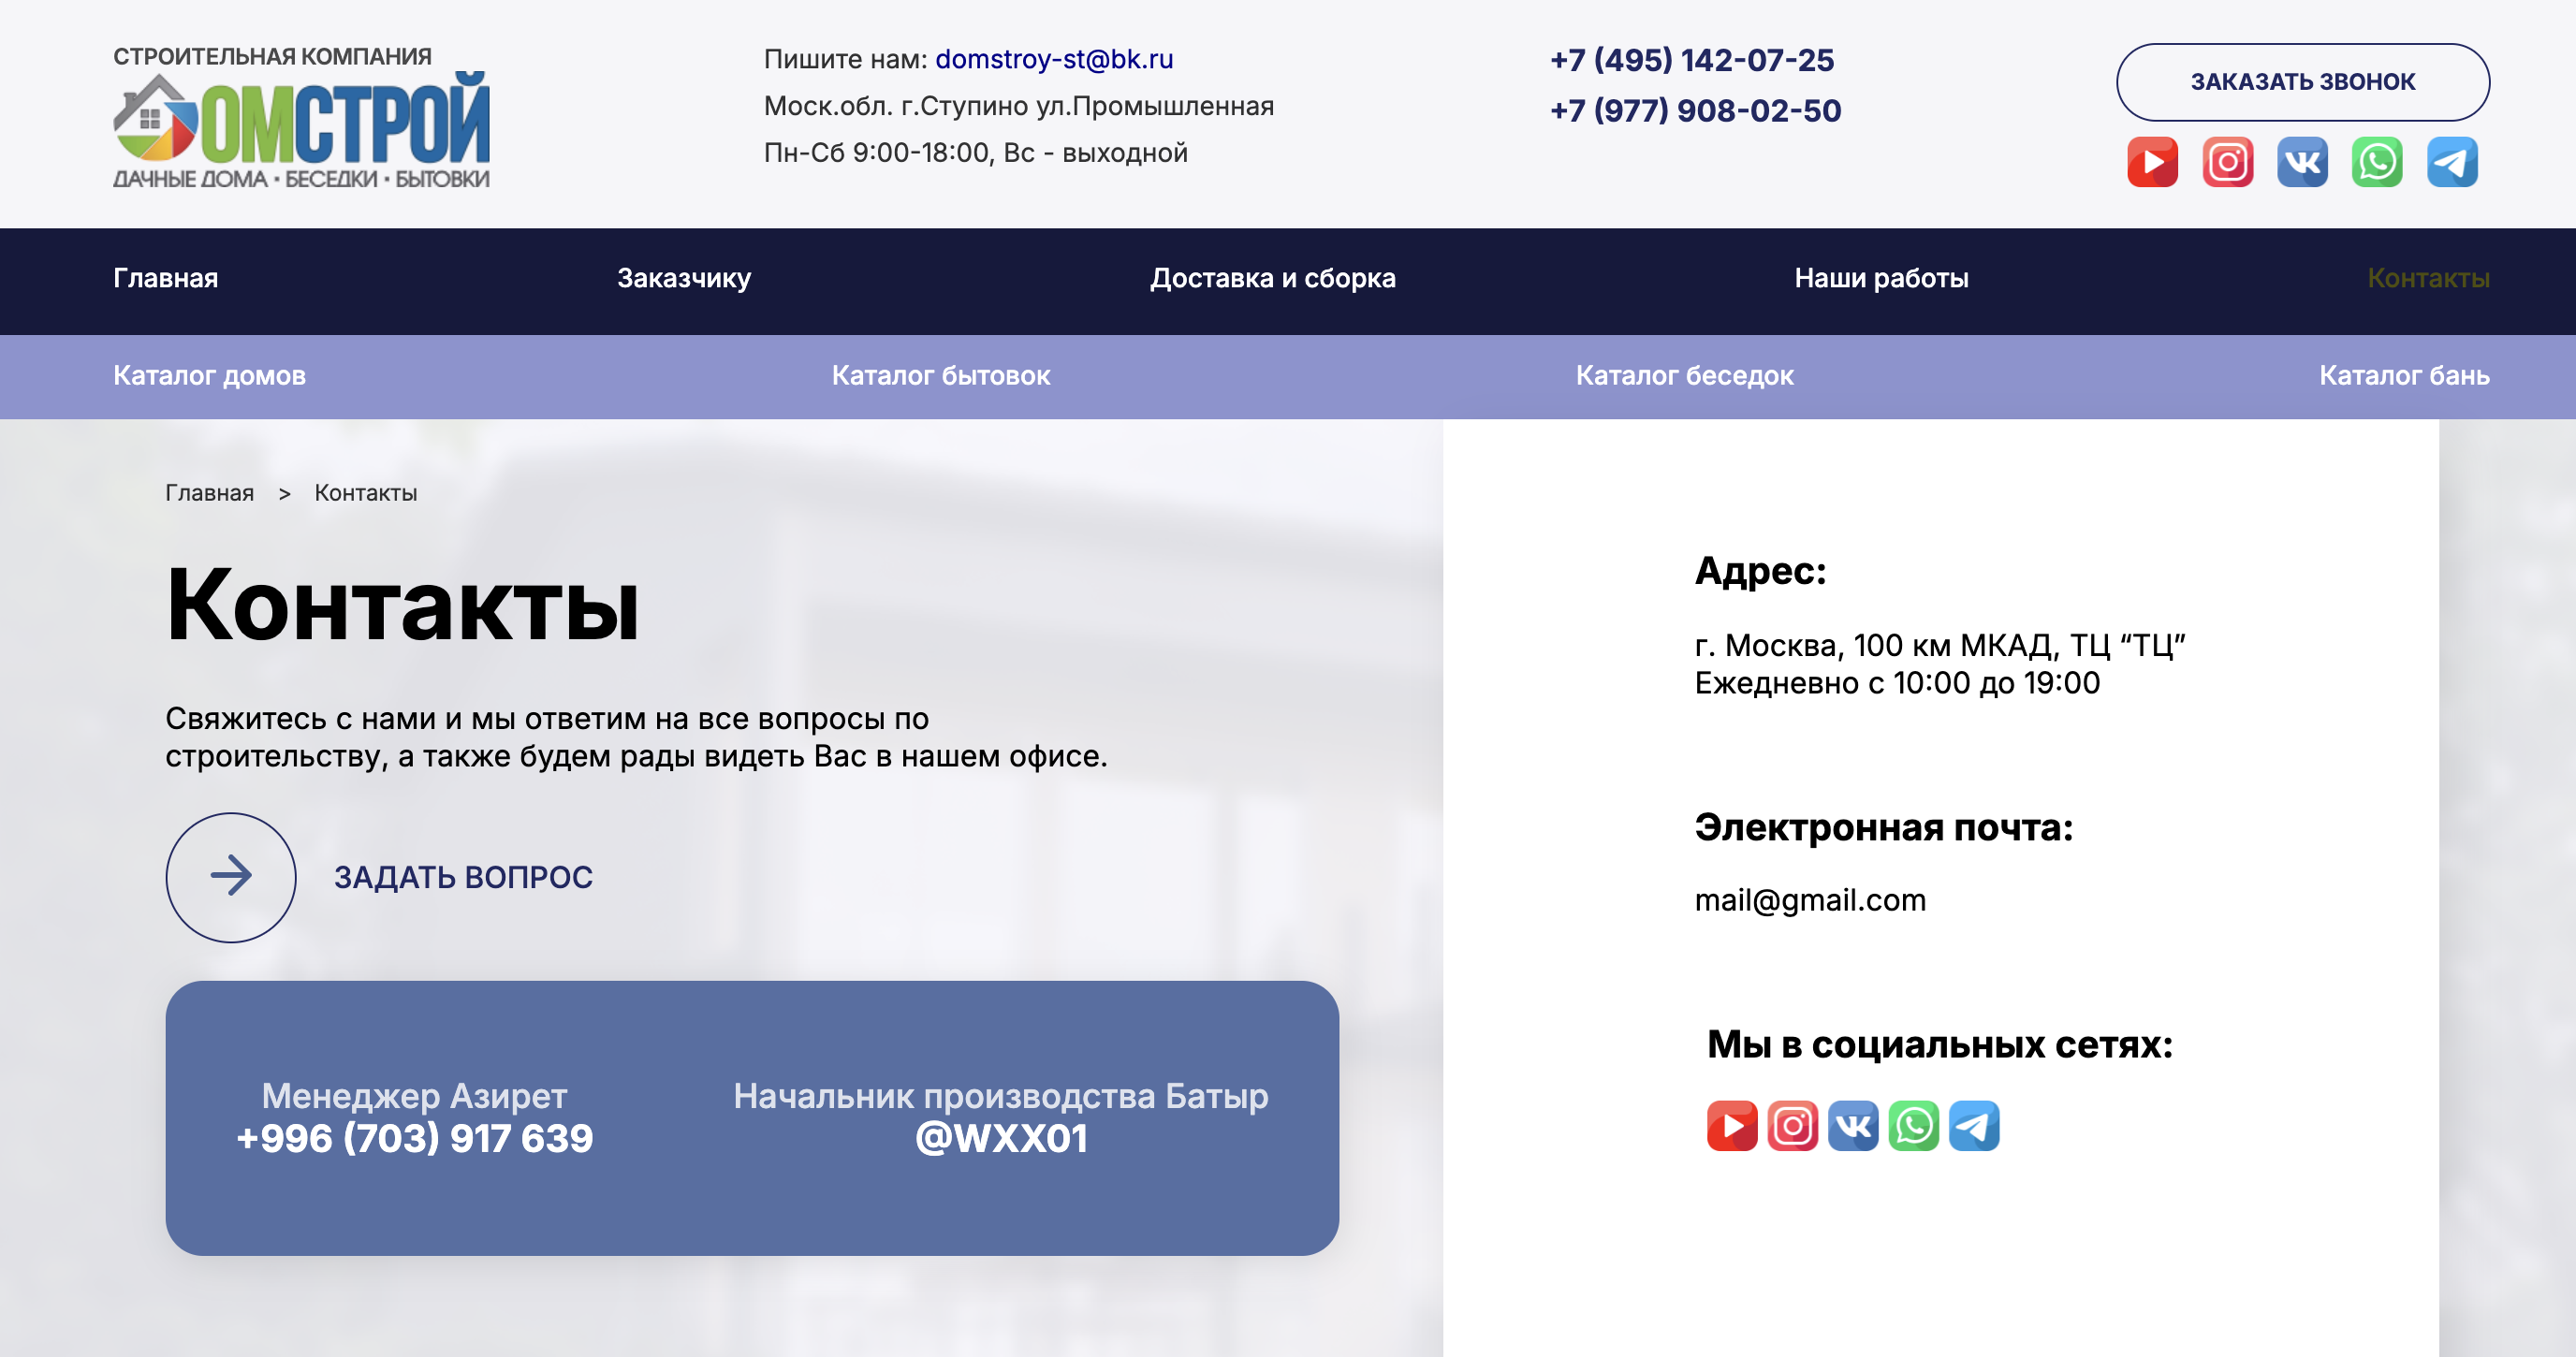 СТРОИТЕЛЬНАЯ КОМПАНИЯ
ДОМСТРОЙ
ДАЧНЫЕ ДОМА • БЕСЕДКИ • БЫТОВКИ
Пишите нам: domstroy-st@bk.ru
Моск.обл. г.Ступино ул.Промышленная
Пн-Сб 9:00-18:00, Вс - выходной
+7 (495) 142-07-25
+7 (977) 908-02-50
ЗАКАЗАТЬ ЗВОНОК
Главная
Заказчику
Доставка и сборка
Наши работы
Контакты
Каталог домов
Каталог бытовок
Каталог беседок
Каталог бань
Главная > Контакты
Контакты
Свяжитесь с нами и мы ответим на все вопросы по
строительству, а также будем рады видеть Вас в нашем офисе.
ЗАДАТЬ ВОПРОС
Менеджер Азирет
+996 (703) 917 639
Начальник производства Батыр
@WXX01
Адрес:
г. Москва, 100 км МКАД, ТЦ “ТЦ”
Ежедневно с 10:00 до 19:00
Электронная почта:
mail@gmail.com
Мы в социальных сетях: